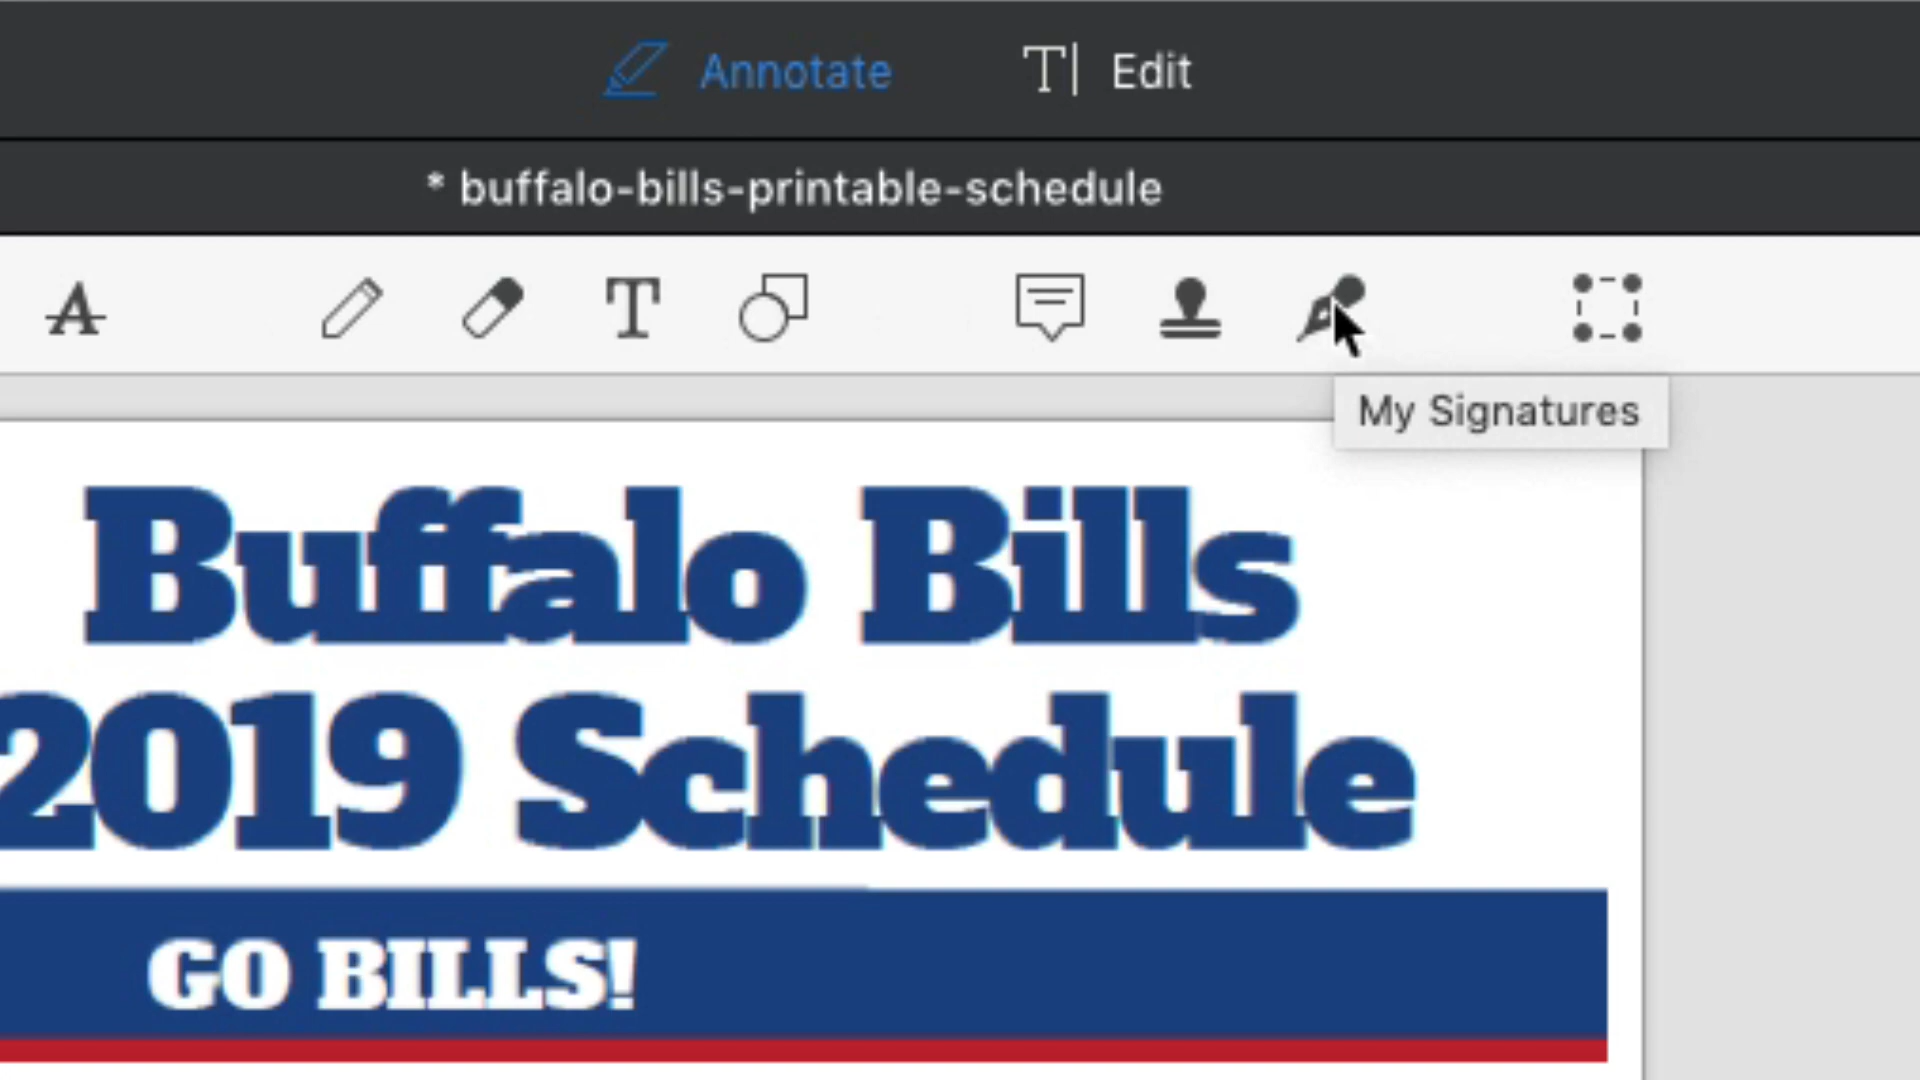 Annotate
Edit
* buffalo-bills-printable-schedule
My Signatures
Buffalo Bills
2019 Schedule
GO BILLS!